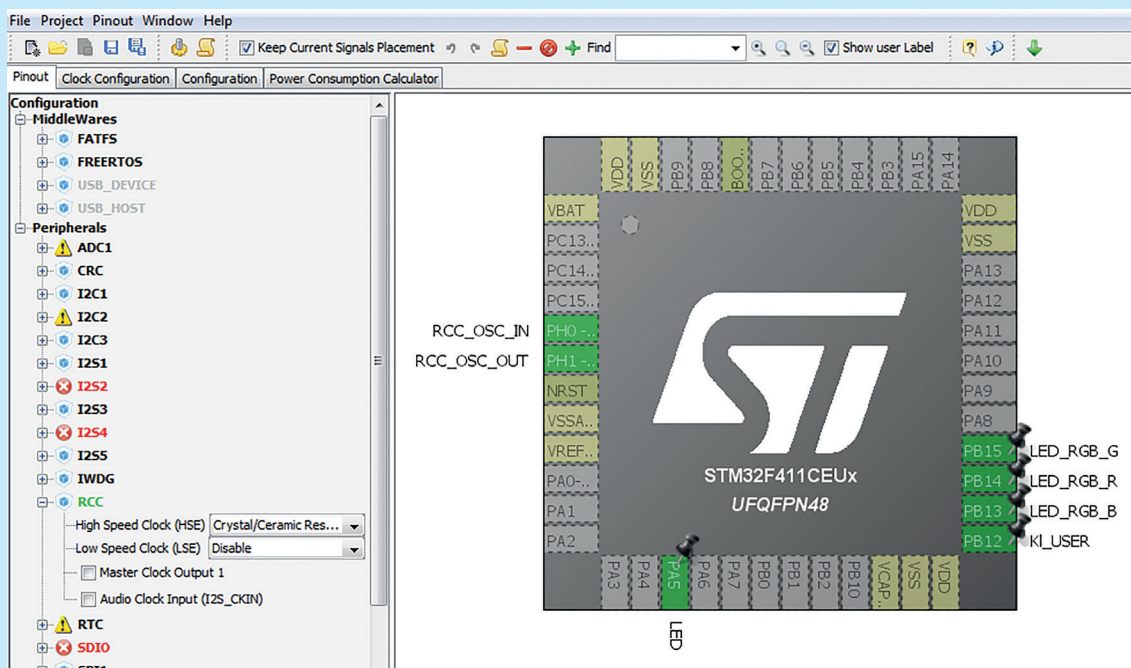 File Project Pinout Window Help
Keep Current Signals Placement Find Show user Label
Pinout Clock Configuration Configuration Power Consumption Calculator
Configuration
MiddleWares
FATFS
FREERTOS
USB_DEVICE
USB_HOST
Peripherals
ADC1
CRC
I2C1
I2C2
I2C3
I2S1
I2S2
I2S3
I2S4
I2S5
IWDG
RCC
High Speed Clock (HSE) Crystal/Ceramic Res...
Low Speed Clock (LSE) Disable
Master Clock Output 1
Audio Clock Input (I2S_CKIN)
RTC
SDIO
VDD VSS PB9 PB8 BOO.. PB7 PB6 PB5 PB4 PB3 PA15 PA14
VBAT
PC13..
PC14..
PC15..
RCC_OSC_IN PH0 -..
RCC_OSC_OUT PH1 -..
NRST
VSSA..
VREF..
PA0-..
PA1
PA2
ST
STM32F411CEUx
UFQFPN48
VDD
VSS
PA13
PA12
PA11
PA10
PA9
PA8
PB15 LED_RGB_G
PB14 LED_RGB_R
PB13 LED_RGB_B
PB12 KI_USER
PA3 PA4 PA5 PA6 PA7 PB0 PB1 PB2 PB10 VCAP.. VSS VDD
LED